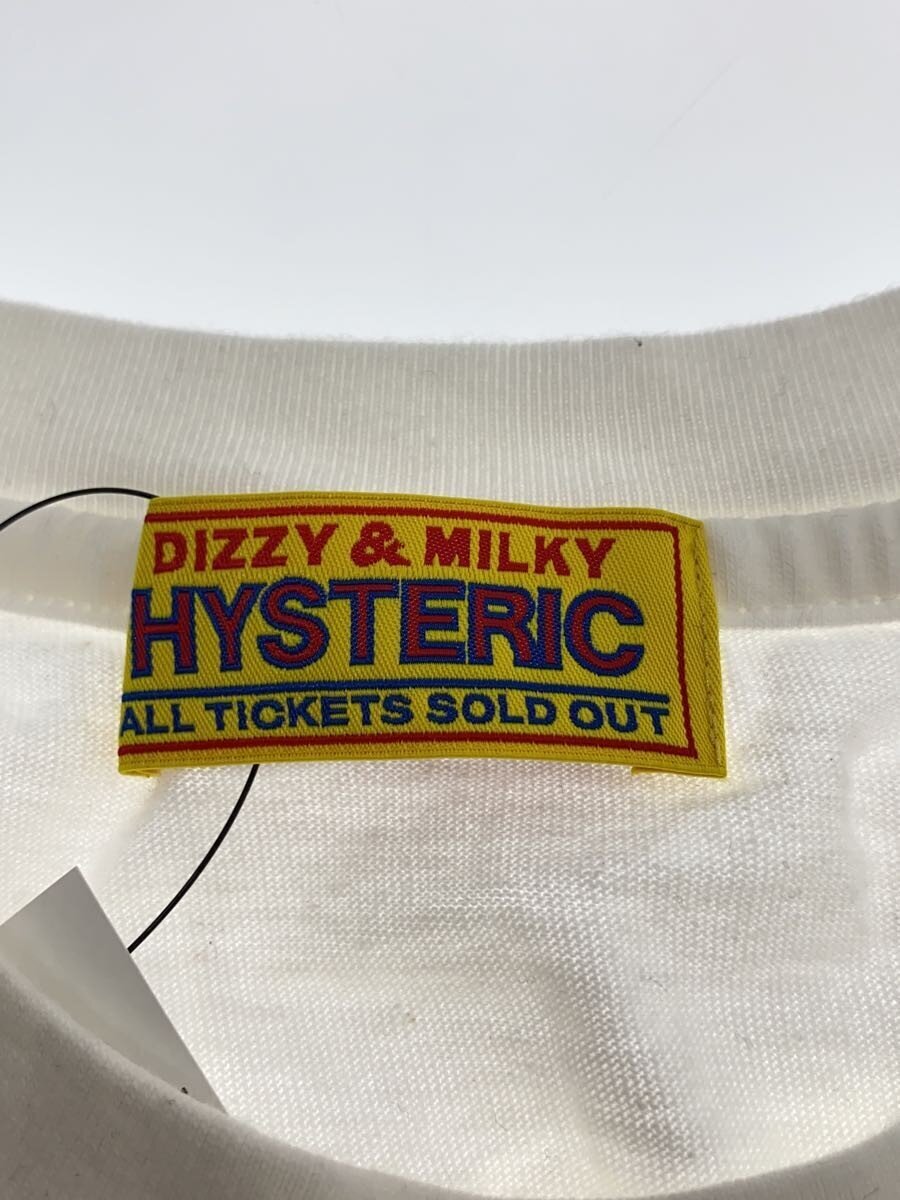 DIZZY & MILKY
HYSTERIC
ALL TICKETS SOLD OUT